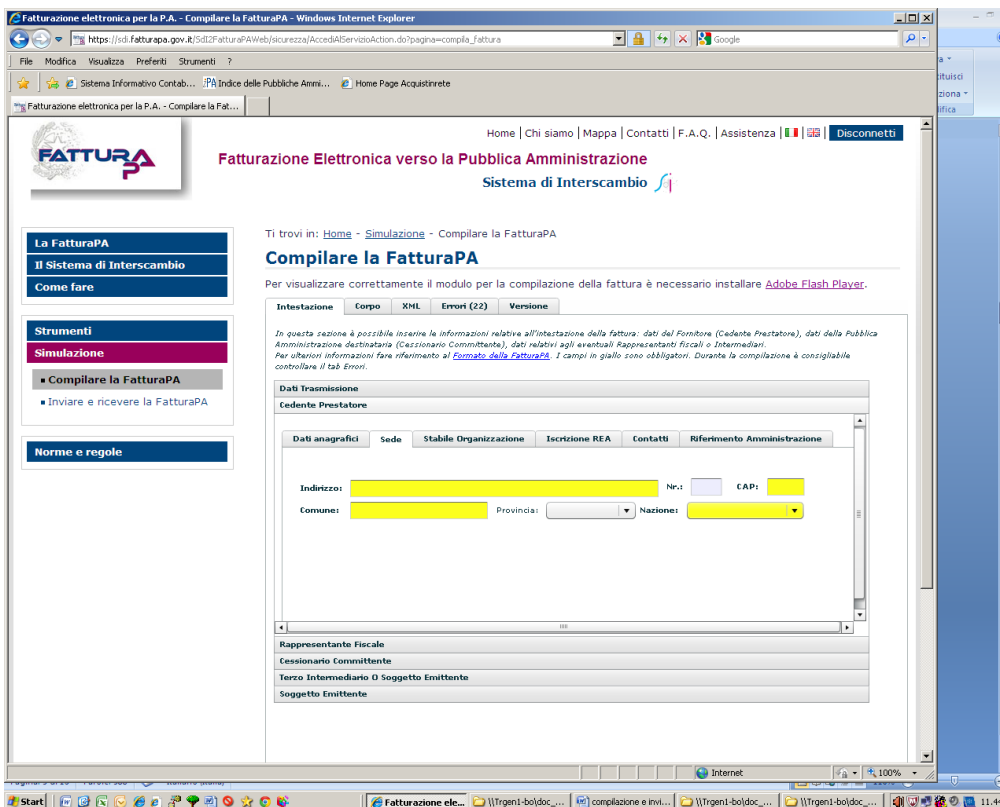 Fatturazione elettronica per la P.A. - Compilare la FatturaPA - Windows Internet Explorer
https://sdi.fatturapa.gov.it/SdI2FatturaPAWeb/sicurezza/AccediAlServizioAction.do?pagina=compila_fattura
Google
File Modifica Visualizza Preferiti Strumenti ?
Sistema Informativo Contab... Indice delle Pubbliche Ammi... Home Page Acquistinrete
Fatturazione elettronica per la P.A. - Compilare la Fat...
Home | Chi siamo | Mappa | Contatti | F.A.Q. | Assistenza | Disconnetti
FATTURA PA
Fatturazione Elettronica verso la Pubblica Amministrazione
Sistema di Interscambio
Ti trovi in: Home - Simulazione - Compilare la FatturaPA
La FatturaPA
Il Sistema di Interscambio
Come fare
Strumenti
Simulazione
Compilare la FatturaPA
Inviare e ricevere la FatturaPA
Norme e regole
Compilare la FatturaPA
Per visualizzare correttamente il modulo per la compilazione della fattura è necessario installare Adobe Flash Player.
Intestazione Corpo XML Errori (22) Versione
In questa sezione è possibile inserire le informazioni relative all'intestazione della fattura: dati del Fornitore (Cedente Prestatore), dati della Pubblica
Amministrazione destinataria (Cessionario Committente), dati relativi agli eventuali Rappresentanti fiscali o Intermediari.
Per ulteriori informazioni fare riferimento al Formato della FatturaPA. I campi in giallo sono obbligatori. Durante la compilazione è consigliabile
controllare il tab Errori.
Dati Trasmissione
Cedente Prestatore
Dati anagrafici Sede Stabile Organizzazione Iscrizione REA Contatti Riferimento Amministrazione
Indirizzo: Nr.: CAP:
Comune: Provincia: Nazione:
Rappresentante Fiscale
Cessionario Committente
Terzo Intermediario O Soggetto Emittente
Soggetto Emittente
Internet 100%
Start Fatturazione ele... \\Trgen1-bo\doc_... compilazione e invi... \\Trgen1-bo\doc_... \\Trgen1-bo\doc_...